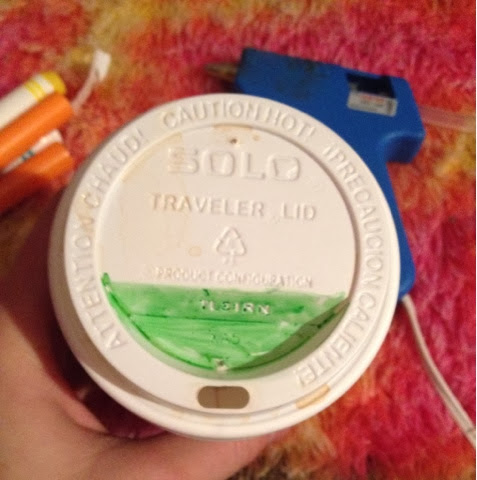 CAUTION HOT!
¡PRECAUCION CALIENTE!
ATTENTION CHAUD!
SOLO
TRAVELER LID
PRODUCT CONFIGURATION